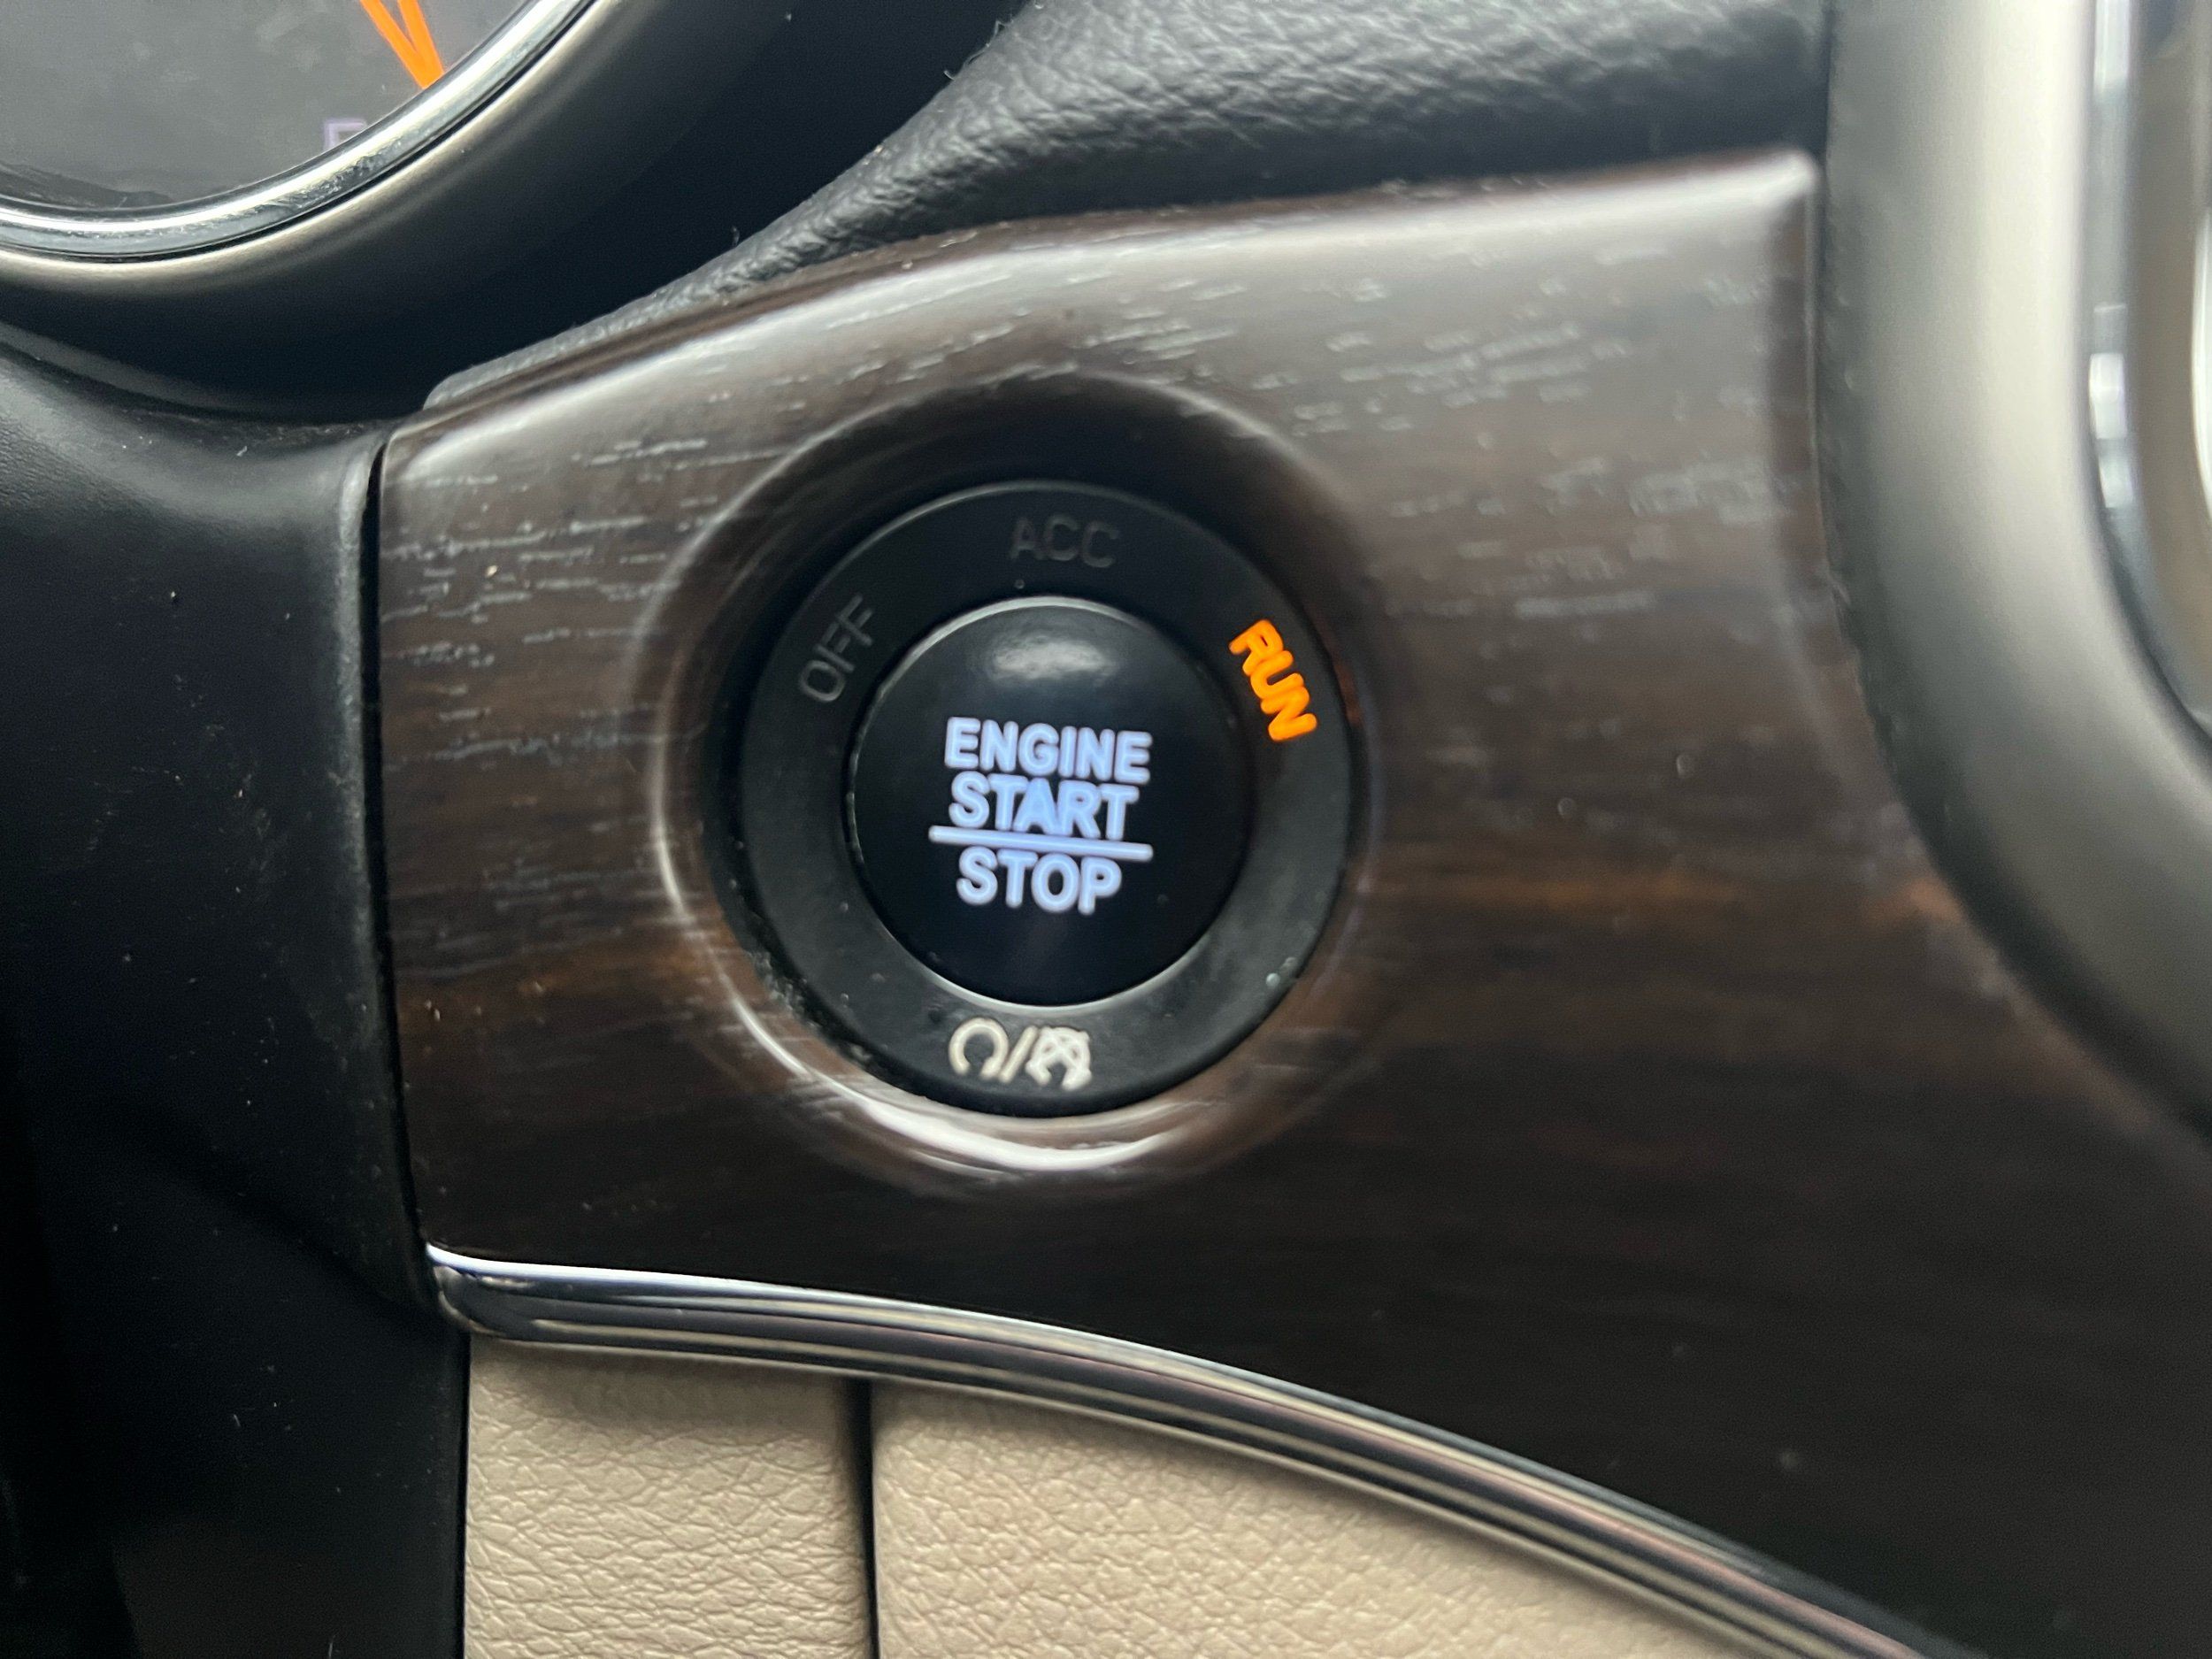 ACC
OFF
RUN
ENGINE
START
STOP